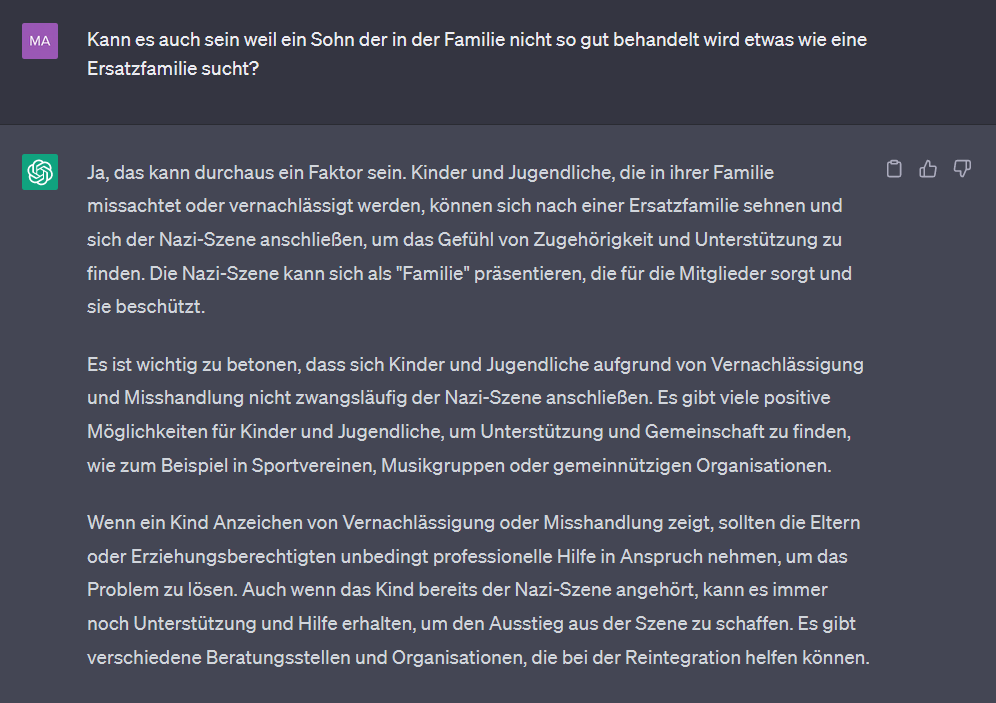 MA
Kann es auch sein weil ein Sohn der in der Familie nicht so gut behandelt wird etwas wie eine
Ersatzfamilie sucht?
Ja, das kann durchaus ein Faktor sein. Kinder und Jugendliche, die in ihrer Familie
missachtet oder vernachlässigt werden, können sich nach einer Ersatzfamilie sehnen und
sich der Nazi-Szene anschließen, um das Gefühl von Zugehörigkeit und Unterstützung zu
finden. Die Nazi-Szene kann sich als "Familie" präsentieren, die für die Mitglieder sorgt und
sie beschützt.
Es ist wichtig zu betonen, dass sich Kinder und Jugendliche aufgrund von Vernachlässigung
und Misshandlung nicht zwangsläufig der Nazi-Szene anschließen. Es gibt viele positive
Möglichkeiten für Kinder und Jugendliche, um Unterstützung und Gemeinschaft zu finden,
wie zum Beispiel in Sportvereinen, Musikgruppen oder gemeinnützigen Organisationen.
Wenn ein Kind Anzeichen von Vernachlässigung oder Misshandlung zeigt, sollten die Eltern
oder Erziehungsberechtigten unbedingt professionelle Hilfe in Anspruch nehmen, um das
Problem zu lösen. Auch wenn das Kind bereits der Nazi-Szene angehört, kann es immer
noch Unterstützung und Hilfe erhalten, um den Ausstieg aus der Szene zu schaffen. Es gibt
verschiedene Beratungsstellen und Organisationen, die bei der Reintegration helfen können.